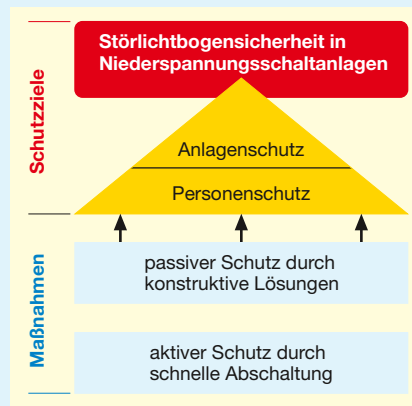 Störlichtbogensicherheit in
Niederspannungsschaltanlagen
Schutzziele
Anlagenschutz
Personenschutz
Maßnahmen
passiver Schutz durch
konstruktive Lösungen
aktiver Schutz durch
schnelle Abschaltung